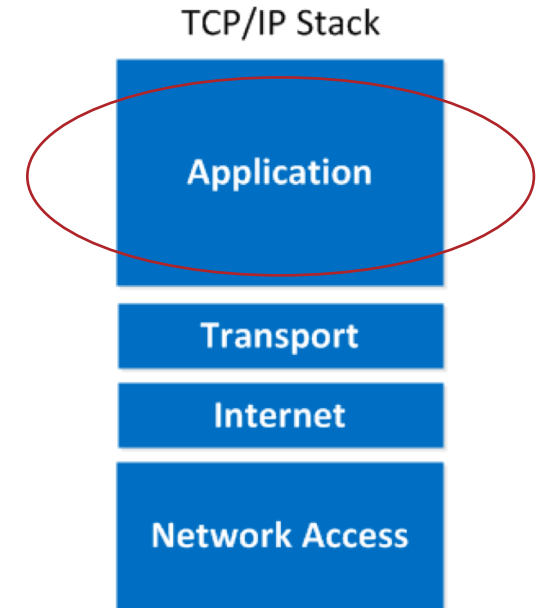 TCP/IP Stack
Application
Transport
Internet
Network Access